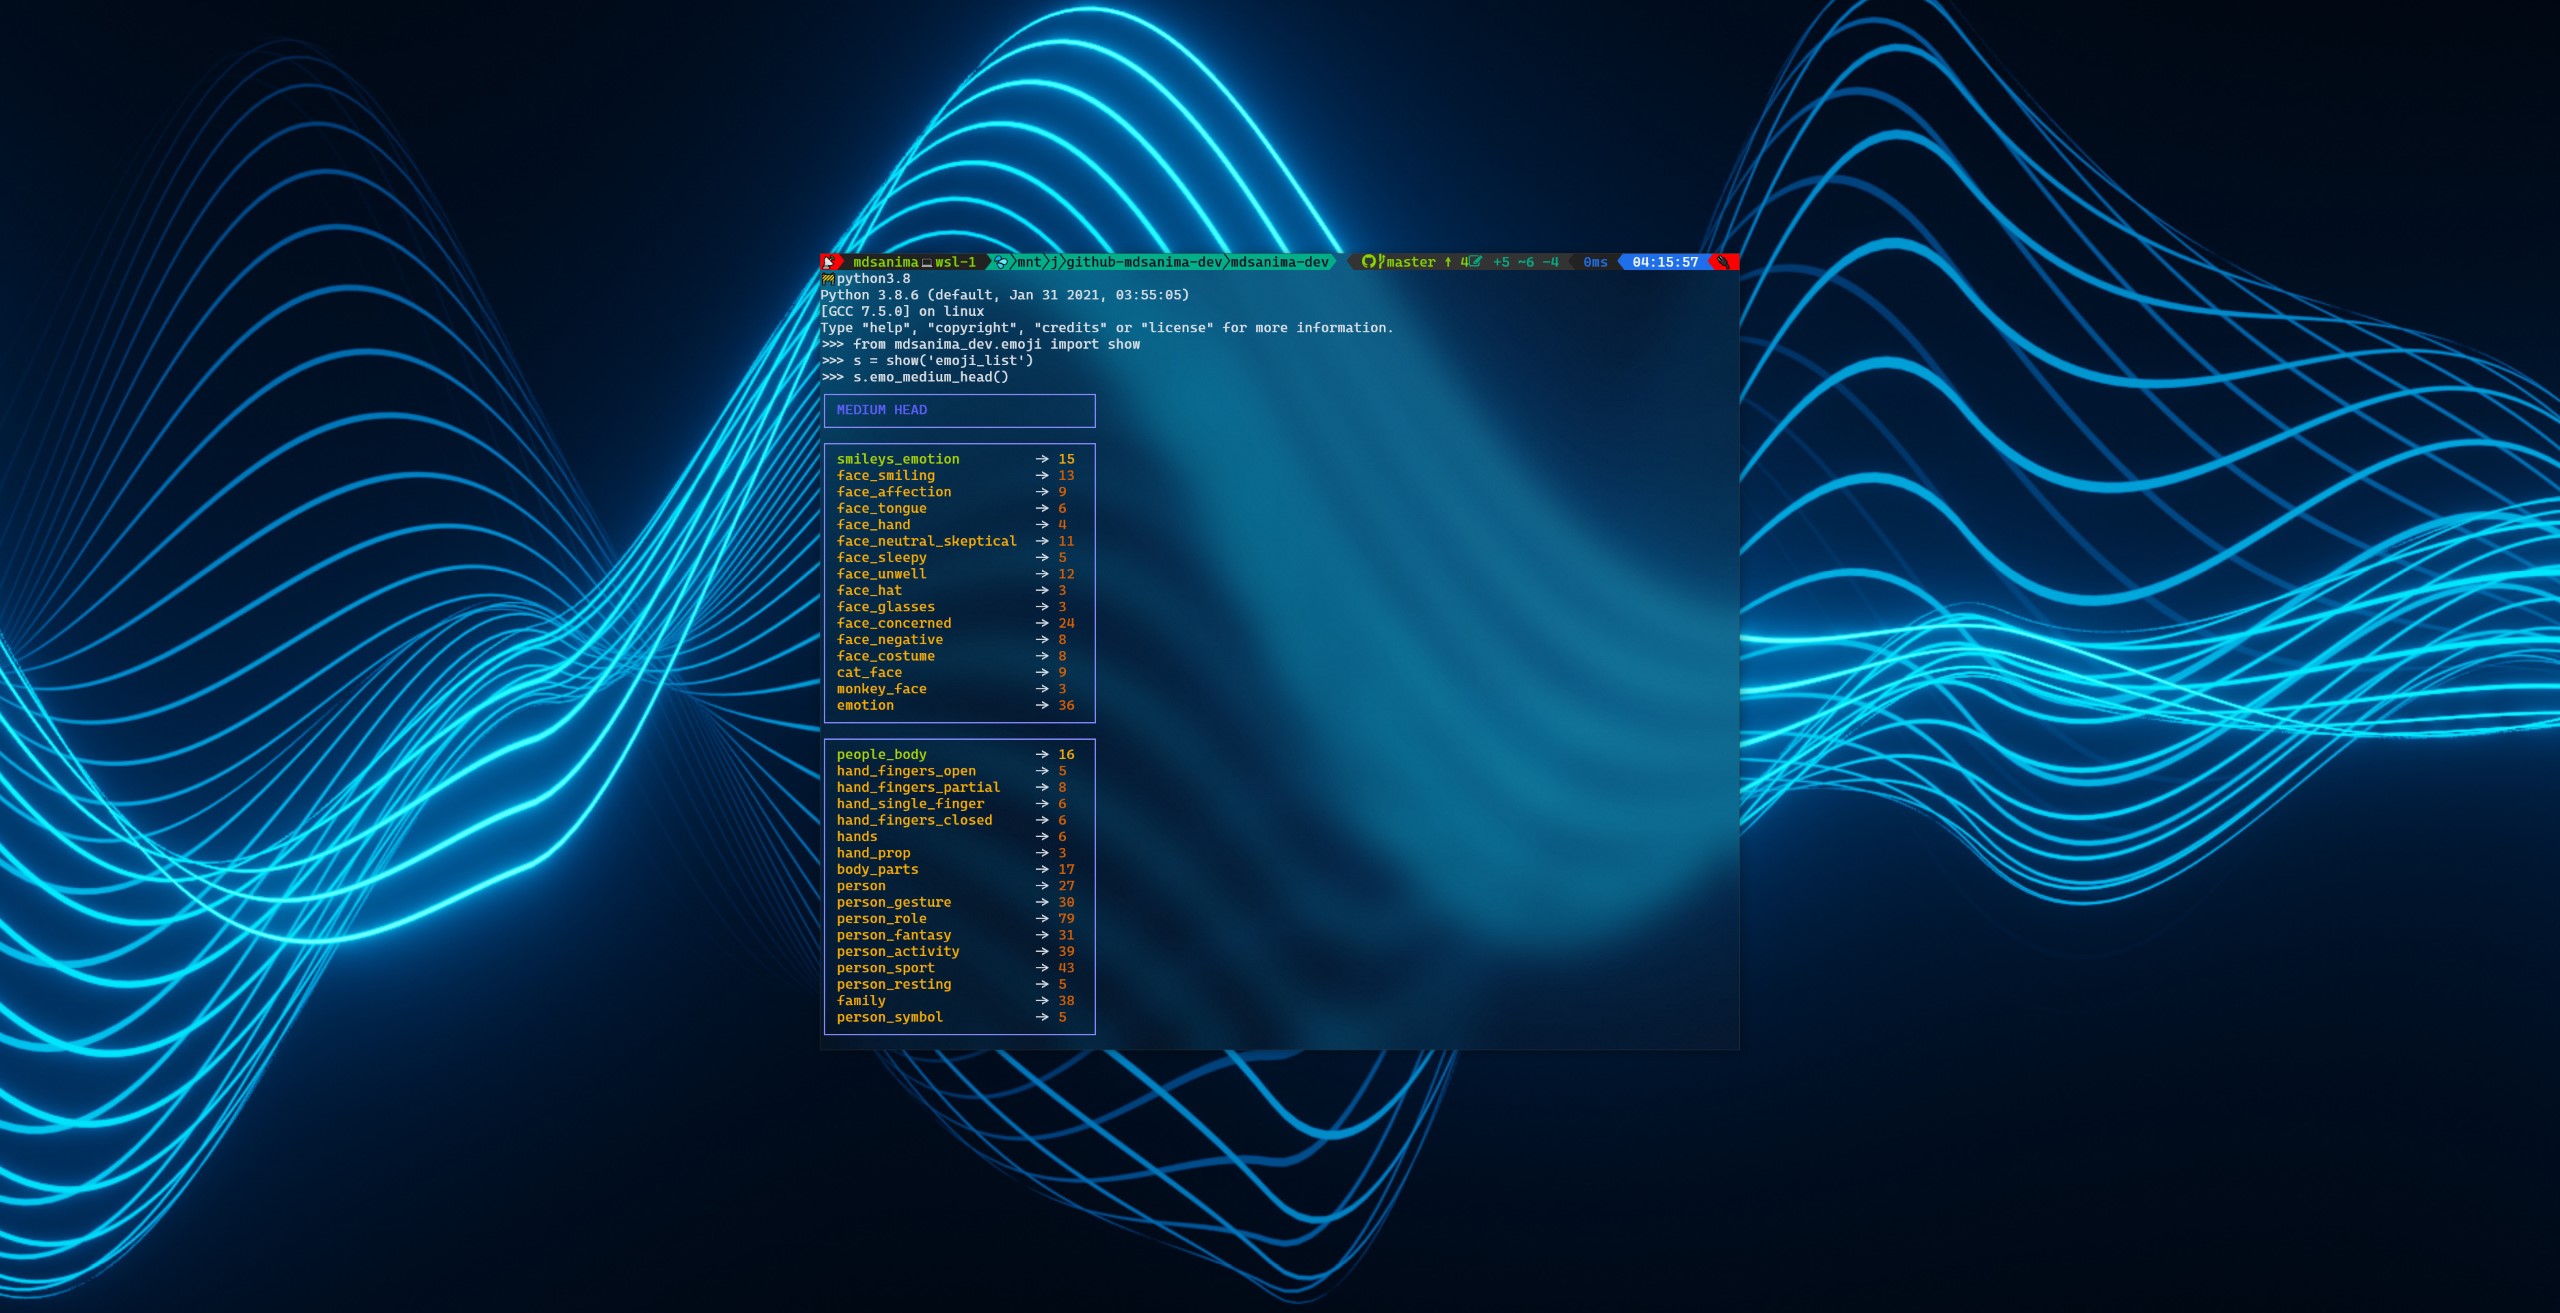 mdsanima wsl-1 mnt j github-mdsanima-dev mdsanima-dev master ↑ 4 +5 ~6 -4 0ms 04:15:57
python3.8
Python 3.8.6 (default, Jan 31 2021, 03:55:05)
[GCC 7.5.0] on linux
Type "help", "copyright", "credits" or "license" for more information.
>>> from mdsanima_dev.emoji import show
>>> s = show('emoji_list')
>>> s.emo_medium_head()
MEDIUM HEAD
smileys_emotion → 15
face_smiling → 13
face_affection → 9
face_tongue → 6
face_hand → 4
face_neutral_skeptical → 11
face_sleepy → 5
face_unwell → 12
face_hat → 3
face_glasses → 3
face_concerned → 24
face_negative → 8
face_costume → 8
cat_face → 9
monkey_face → 3
emotion → 36
people_body → 16
hand_fingers_open → 5
hand_fingers_partial → 8
hand_single_finger → 6
hand_fingers_closed → 6
hands → 6
hand_prop → 3
body_parts → 17
person → 27
person_gesture → 30
person_role → 79
person_fantasy → 31
person_activity → 39
person_sport → 43
person_resting → 5
family → 38
person_symbol → 5